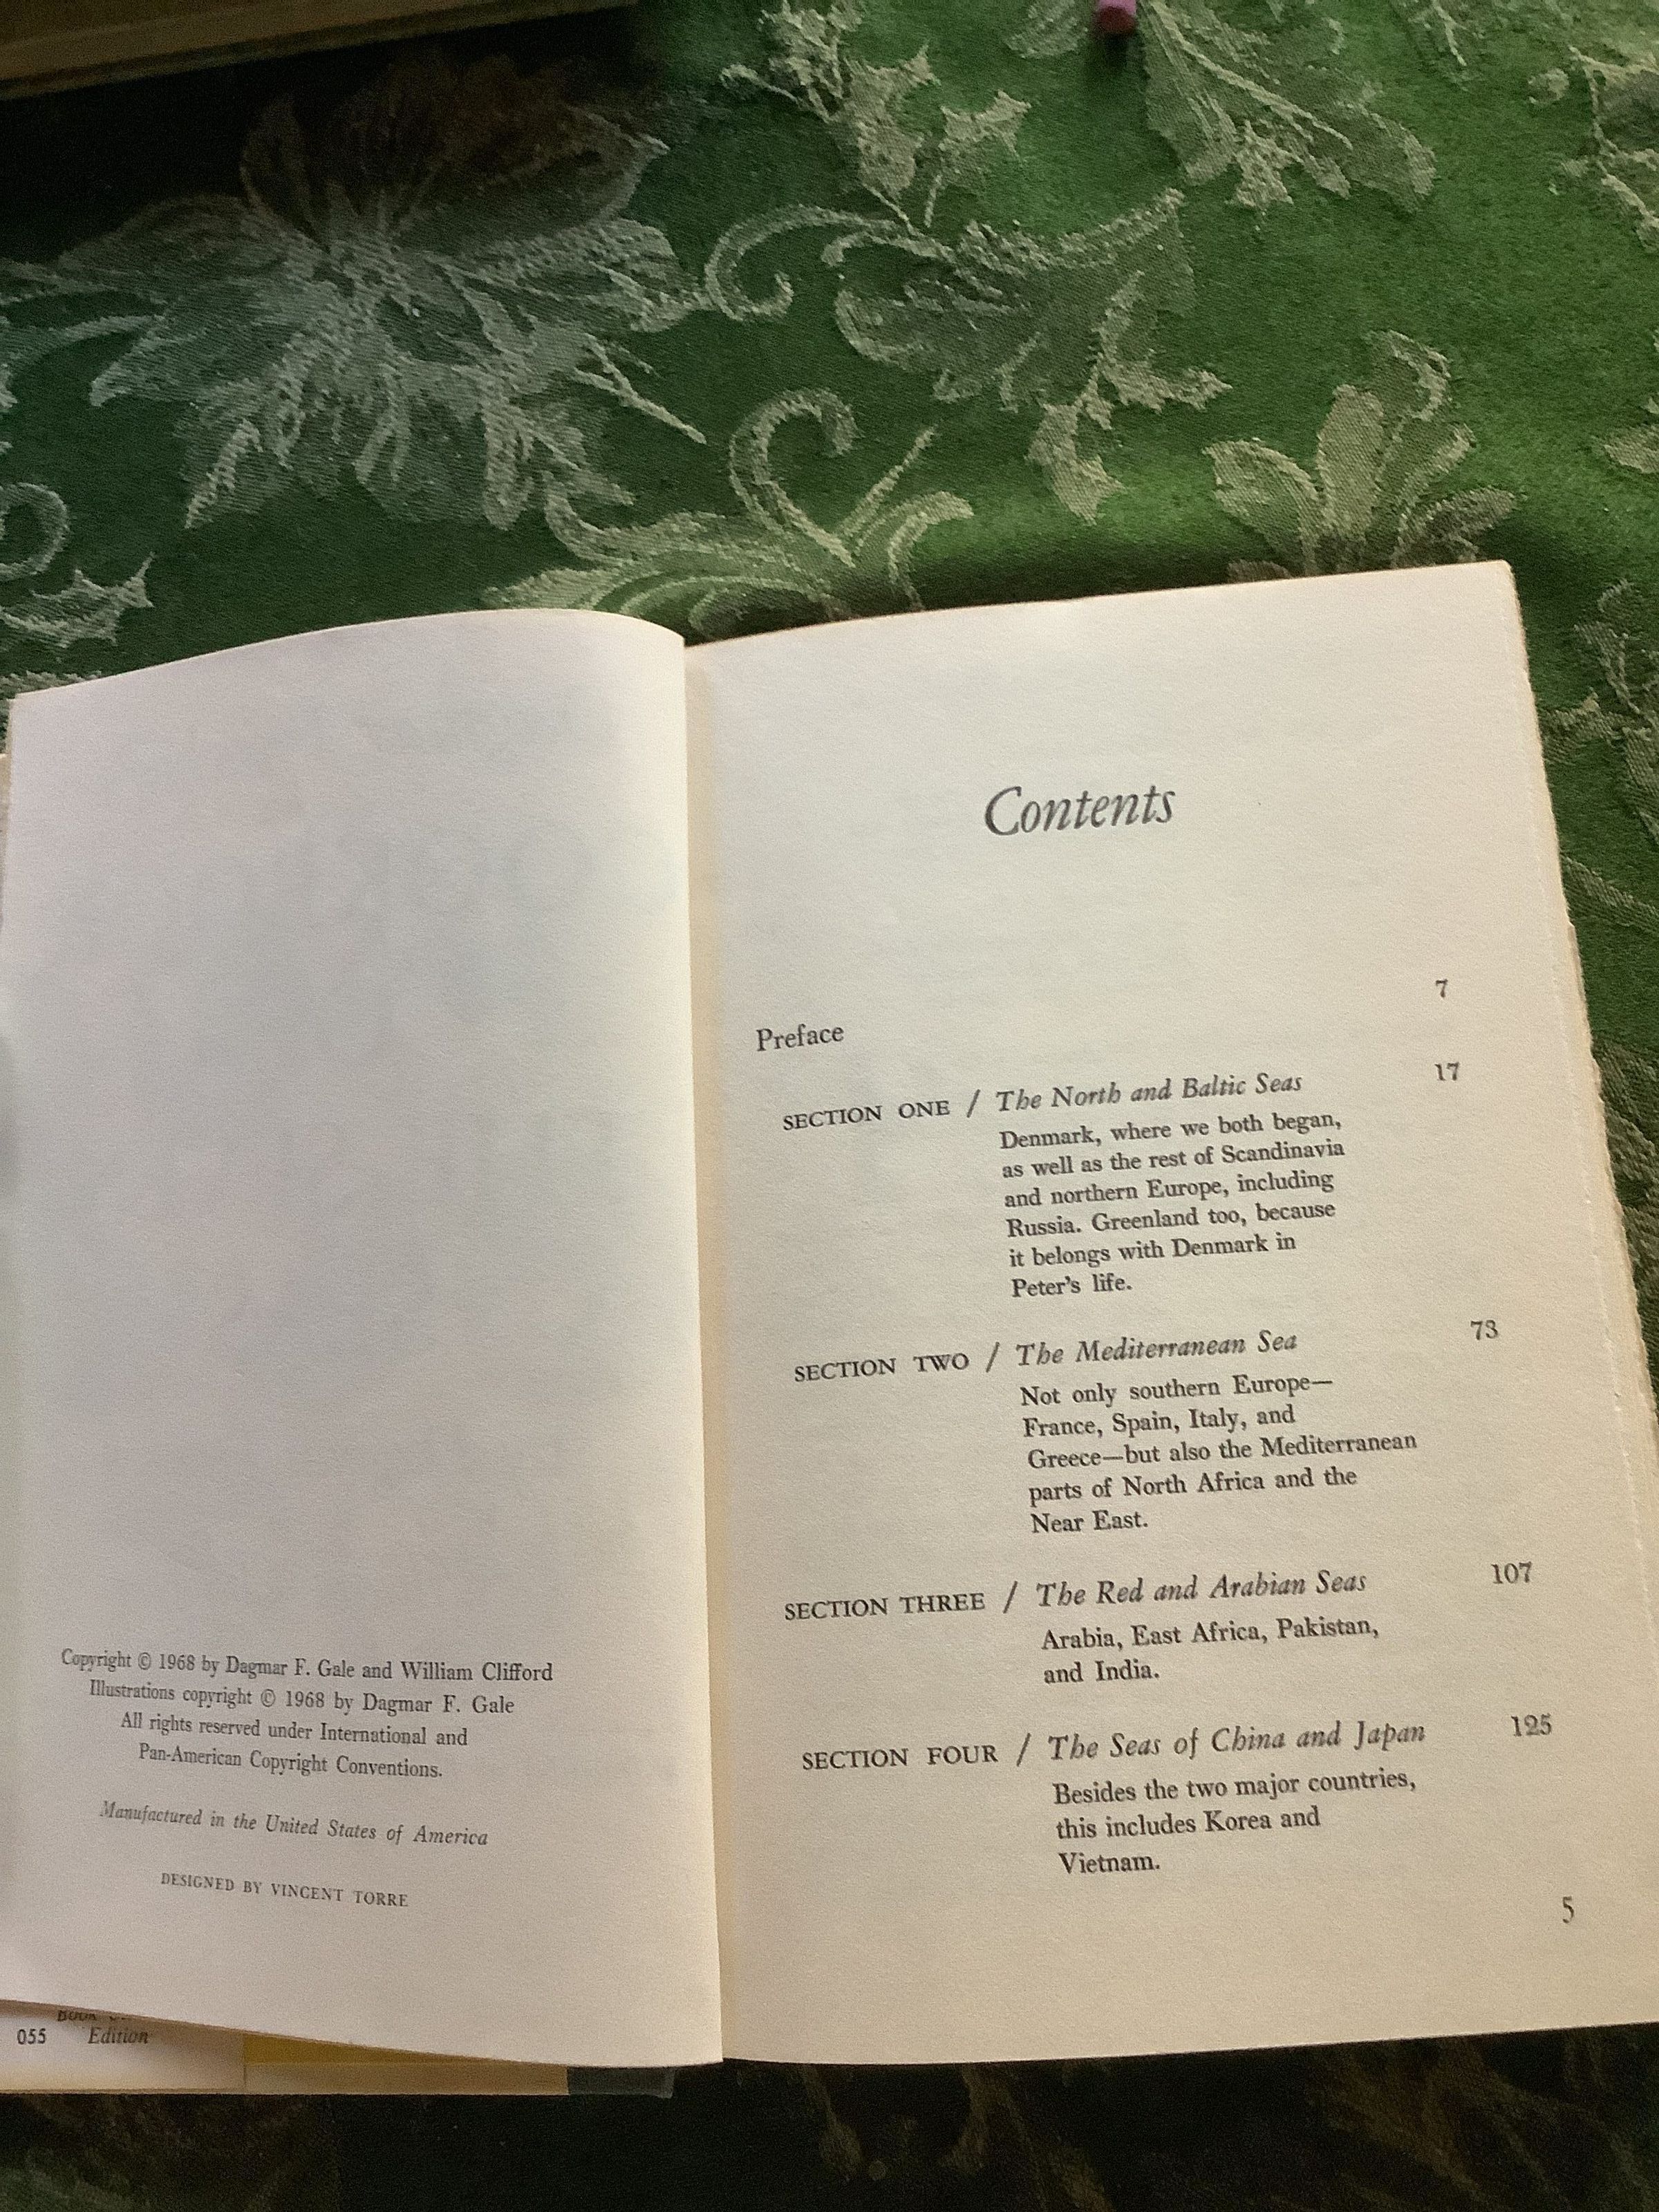 Copyright © 1968 by Dagmar F. Gale and William Clifford
Illustrations copyright © 1968 by Dagmar F. Gale
All rights reserved under International and
Pan-American Copyright Conventions.
Manufactured in the United States of America
DESIGNED BY VINCENT TORRE
BOOK
055 Edition
Contents
Preface 7
SECTION ONE / The North and Baltic Seas 17
Denmark, where we both began,
as well as the rest of Scandinavia
and northern Europe, including
Russia. Greenland too, because
it belongs with Denmark in
Peter's life.
SECTION TWO / The Mediterranean Sea 73
Not only southern Europe—
France, Spain, Italy, and
Greece—but also the Mediterranean
parts of North Africa and the
Near East.
SECTION THREE / The Red and Arabian Seas 107
Arabia, East Africa, Pakistan,
and India.
SECTION FOUR / The Seas of China and Japan 125
Besides the two major countries,
this includes Korea and
Vietnam.
5